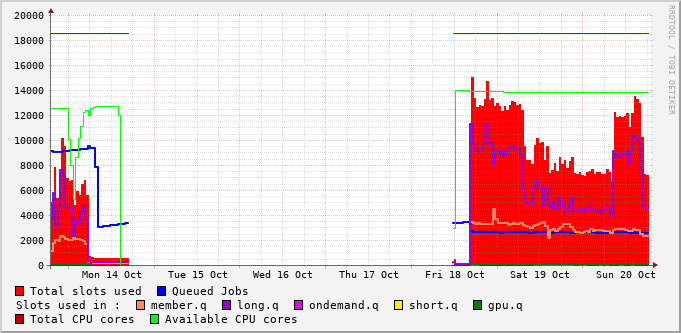 20000
18000
16000
14000
12000
10000
8000
6000
4000
2000
0
Mon 14 Oct Tue 15 Oct Wed 16 Oct Thu 17 Oct Fri 18 Oct Sat 19 Oct Sun 20 Oct
Total slots used Queued Jobs
Slots used in : member.q long.q ondemand.q short.q gpu.q
Total CPU cores Available CPU cores
RRDTOOL / TOBI OETIKER